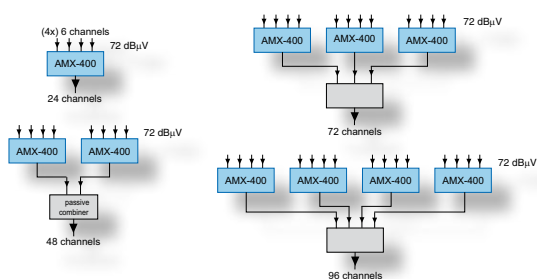 (4x) 6 channels
72 dBµV
AMX-400
24 channels
72 dBµV
AMX-400 AMX-400 AMX-400
72 channels
72 dBµV
AMX-400 AMX-400
passive
combiner
48 channels
72 dBµV
AMX-400 AMX-400 AMX-400 AMX-400
96 channels